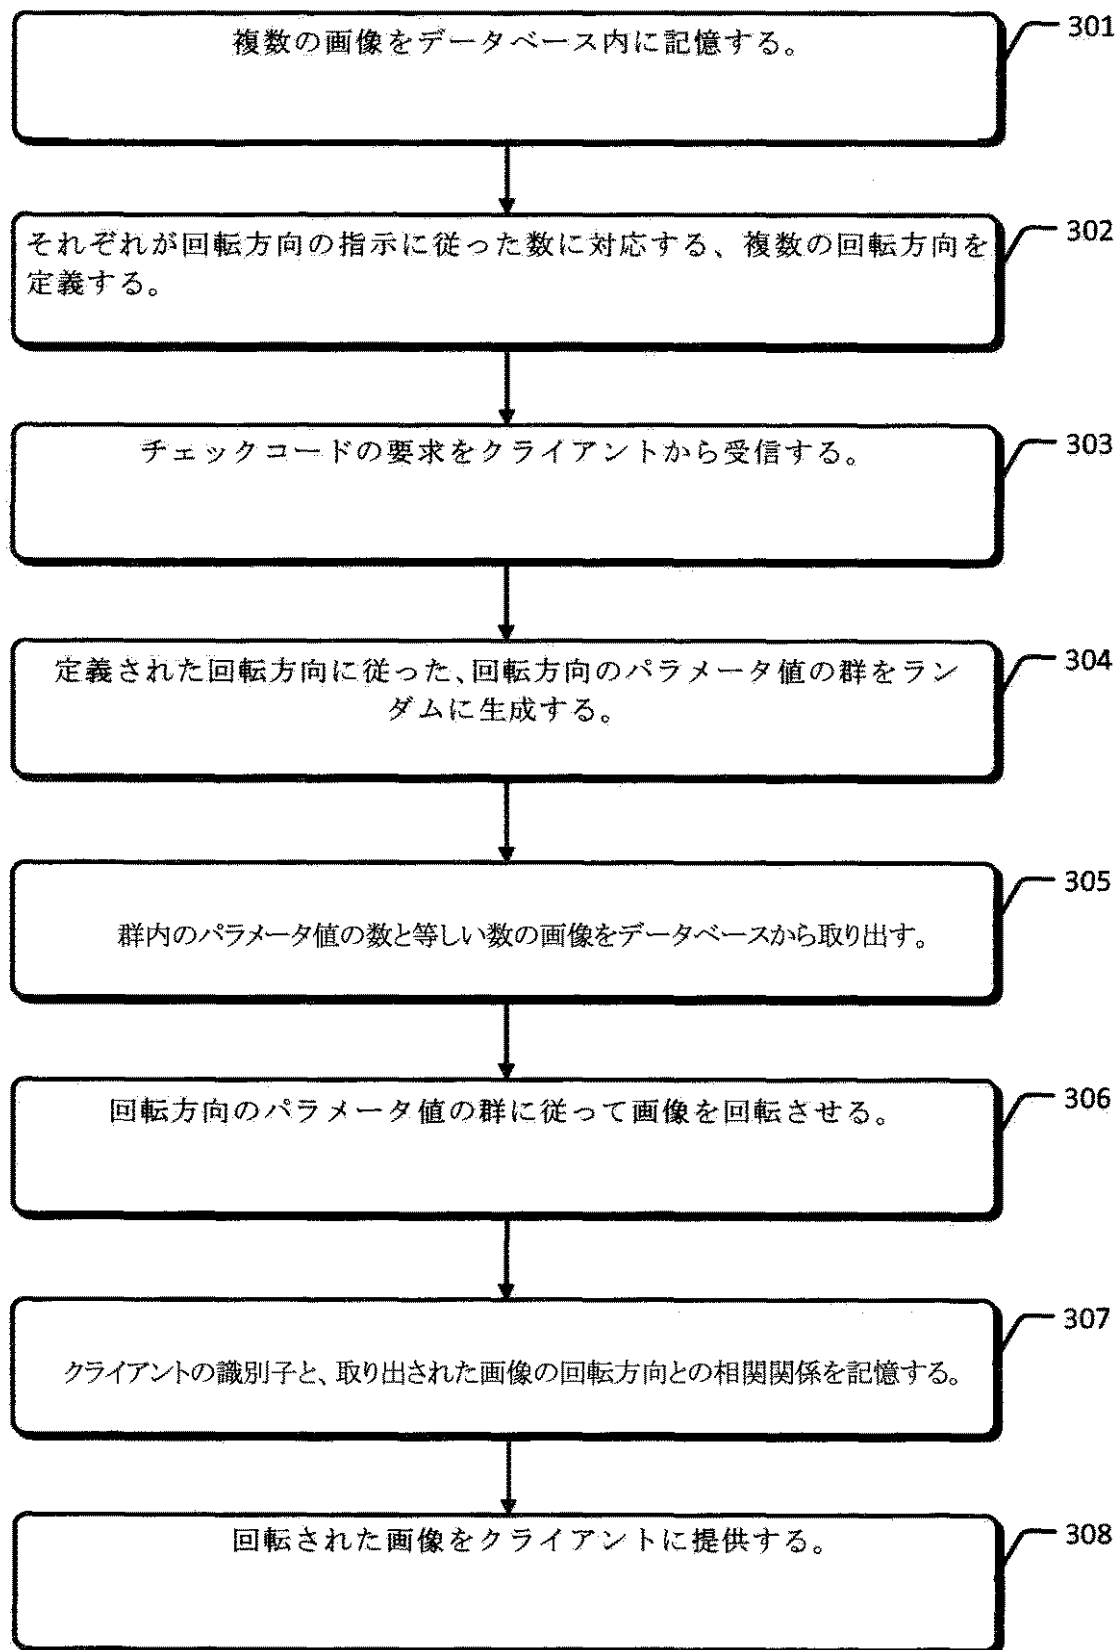 複数の画像をデータベース内に記憶する。
301
それぞれが回転方向の指示に従った数に対応する、複数の回転方向を
定義する。
302
チェックコードの要求をクライアントから受信する。
303
定義された回転方向に従った、回転方向のパラメータ値の群をラン
ダムに生成する。
304
群内のパラメータ値の数と等しい数の画像をデータベースから取り出す。
305
回転方向のパラメータ値の群に従って画像を回転させる。
306
クライアントの識別子と、取り出された画像の回転方向との相関関係を記憶する。
307
回転された画像をクライアントに提供する。
308